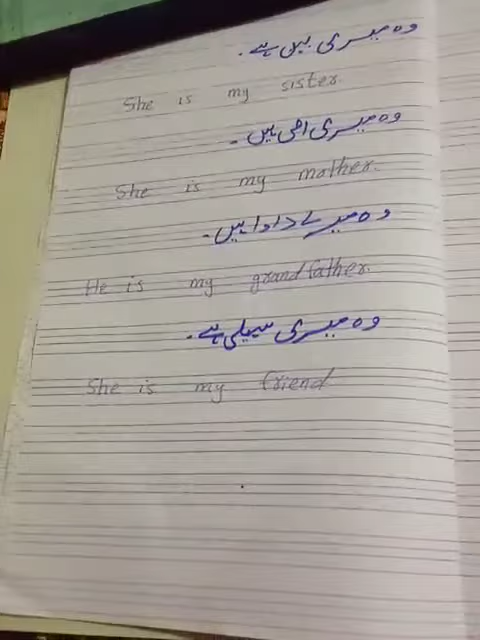 وہ میری بہن ہے۔
She is my sister.
وہ میری امی ہیں۔
She is my mother.
وہ میرے دادا ہیں۔
He is my grandfather.
وہ میری سہیلی ہے۔
She is my friend